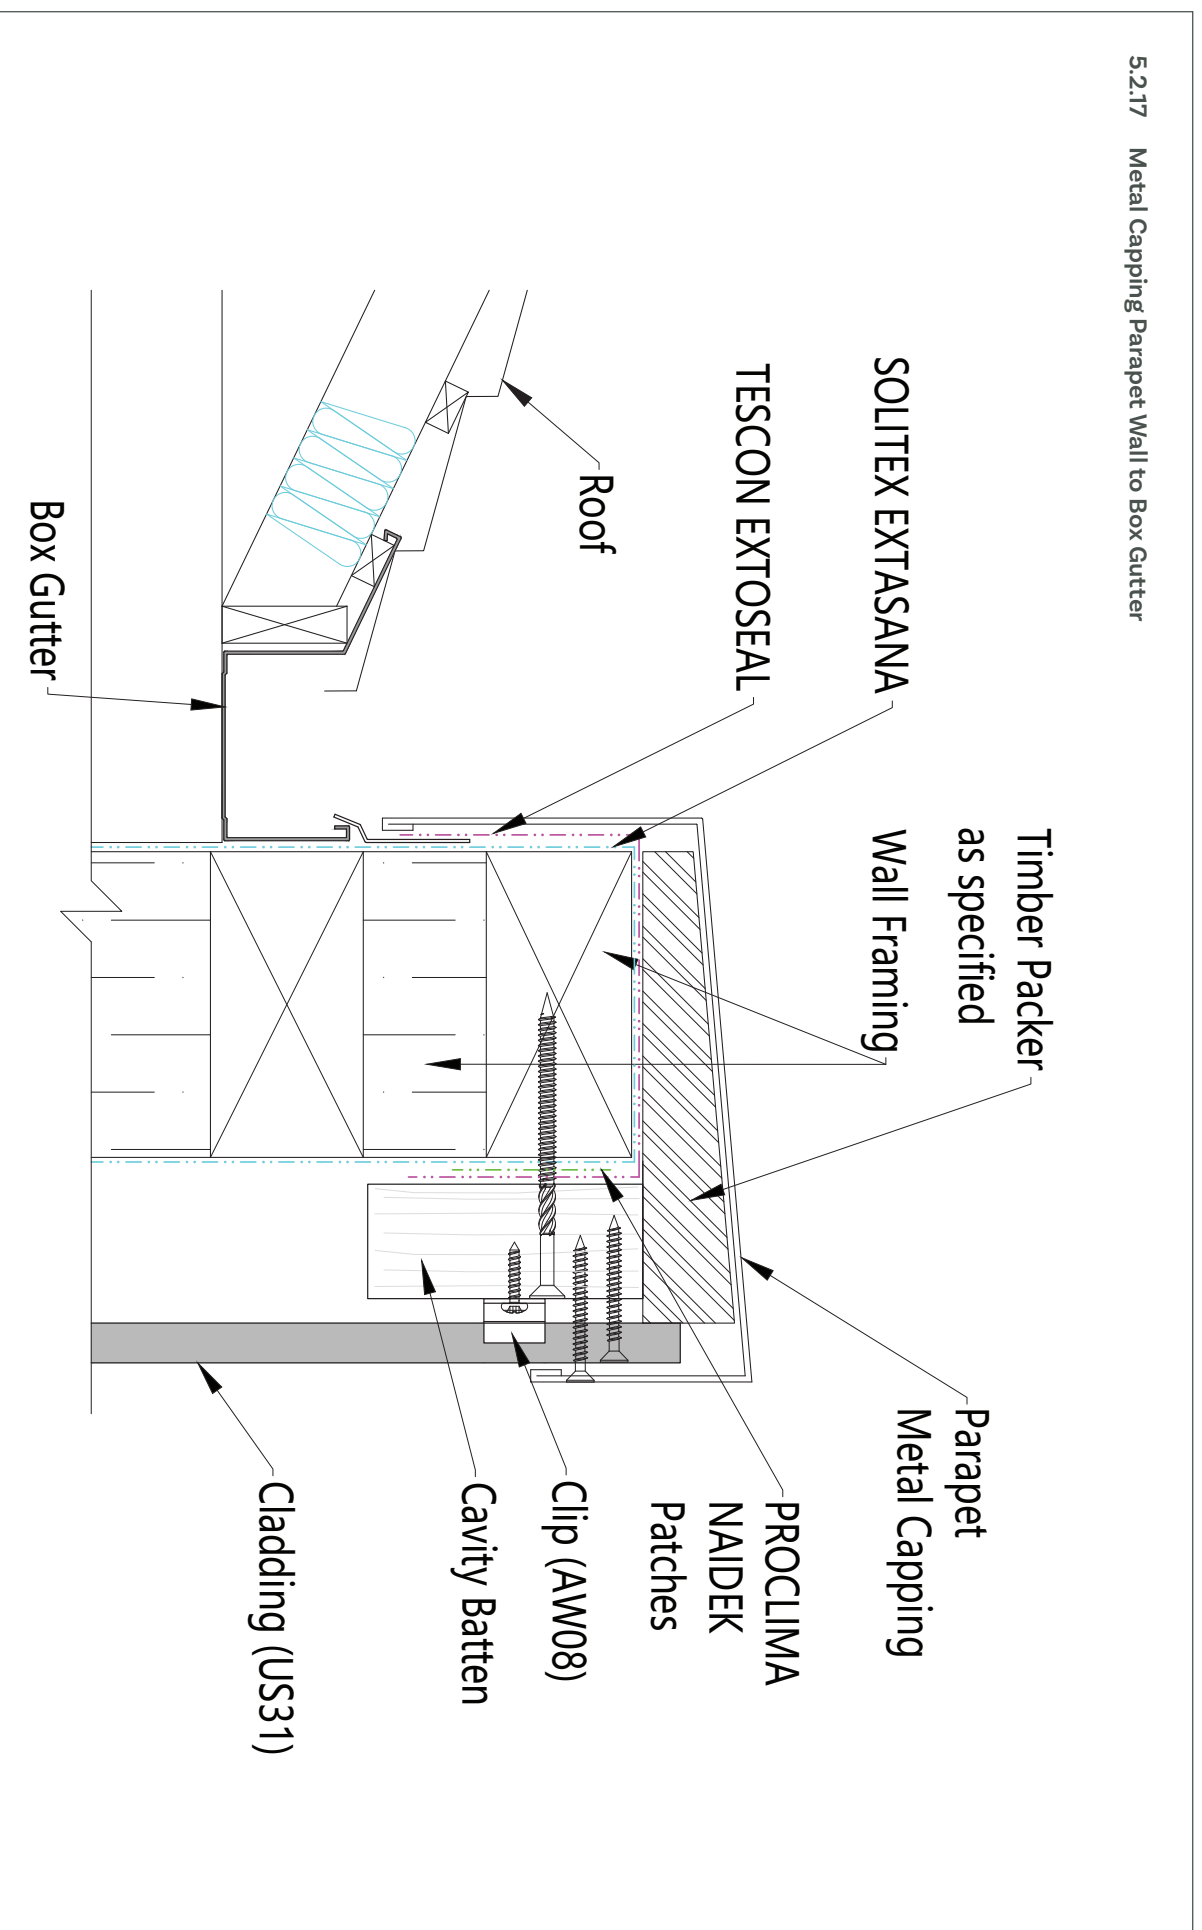 5.2.17 Metal Capping Parapet Wall to Box Gutter
Timber Packer
as specified
Wall Framing
SOLITEX EXTASANA
TESCON EXTOSEAL
Roof
Box Gutter
Parapet
Metal Capping
PROCLIMA
NAIDEK
Patches
Clip (AW08)
Cavity Batten
Cladding (US31)